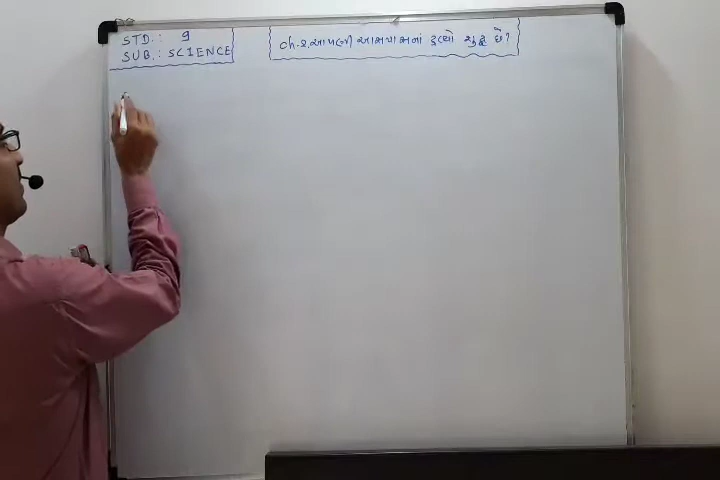 STD. : 9
SUB. : SCIENCE
ch.૨. આપણી આસપાસનાં દ્રવ્યો શુદ્ધ છે?